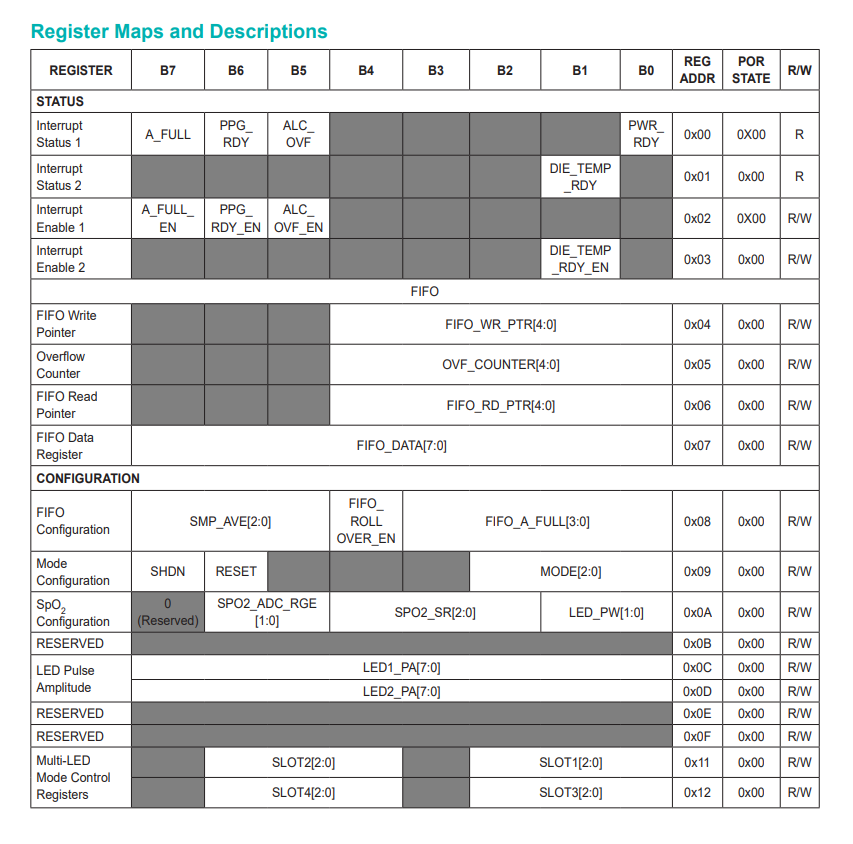 Register Maps and Descriptions
REGISTER B7 B6 B5 B4 B3 B2 B1 B0 REG ADDR POR STATE R/W
STATUS
Interrupt Status 1 A_FULL PPG_ RDY ALC_ OVF PWR_ RDY 0x00 0X00 R
Interrupt Status 2 DIE_TEMP _RDY 0x01 0x00 R
Interrupt Enable 1 A_FULL_ EN PPG_ RDY_EN ALC_ OVF_EN 0x02 0X00 R/W
Interrupt Enable 2 DIE_TEMP _RDY_EN 0x03 0x00 R/W
FIFO
FIFO Write Pointer FIFO_WR_PTR[4:0] 0x04 0x00 R/W
Overflow Counter OVF_COUNTER[4:0] 0x05 0x00 R/W
FIFO Read Pointer FIFO_RD_PTR[4:0] 0x06 0x00 R/W
FIFO Data Register FIFO_DATA[7:0] 0x07 0x00 R/W
CONFIGURATION
FIFO Configuration SMP_AVE[2:0] FIFO_ ROLL OVER_EN FIFO_A_FULL[3:0] 0x08 0x00 R/W
Mode Configuration SHDN RESET MODE[2:0] 0x09 0x00 R/W
SpO2 Configuration 0 (Reserved) SPO2_ADC_RGE [1:0] SPO2_SR[2:0] LED_PW[1:0] 0x0A 0x00 R/W
RESERVED 0x0B 0x00 R/W
LED Pulse Amplitude LED1_PA[7:0] 0x0C 0x00 R/W
LED2_PA[7:0] 0x0D 0x00 R/W
RESERVED 0x0E 0x00 R/W
RESERVED 0x0F 0x00 R/W
Multi-LED Mode Control Registers SLOT2[2:0] SLOT1[2:0] 0x11 0x00 R/W
SLOT4[2:0] SLOT3[2:0] 0x12 0x00 R/W